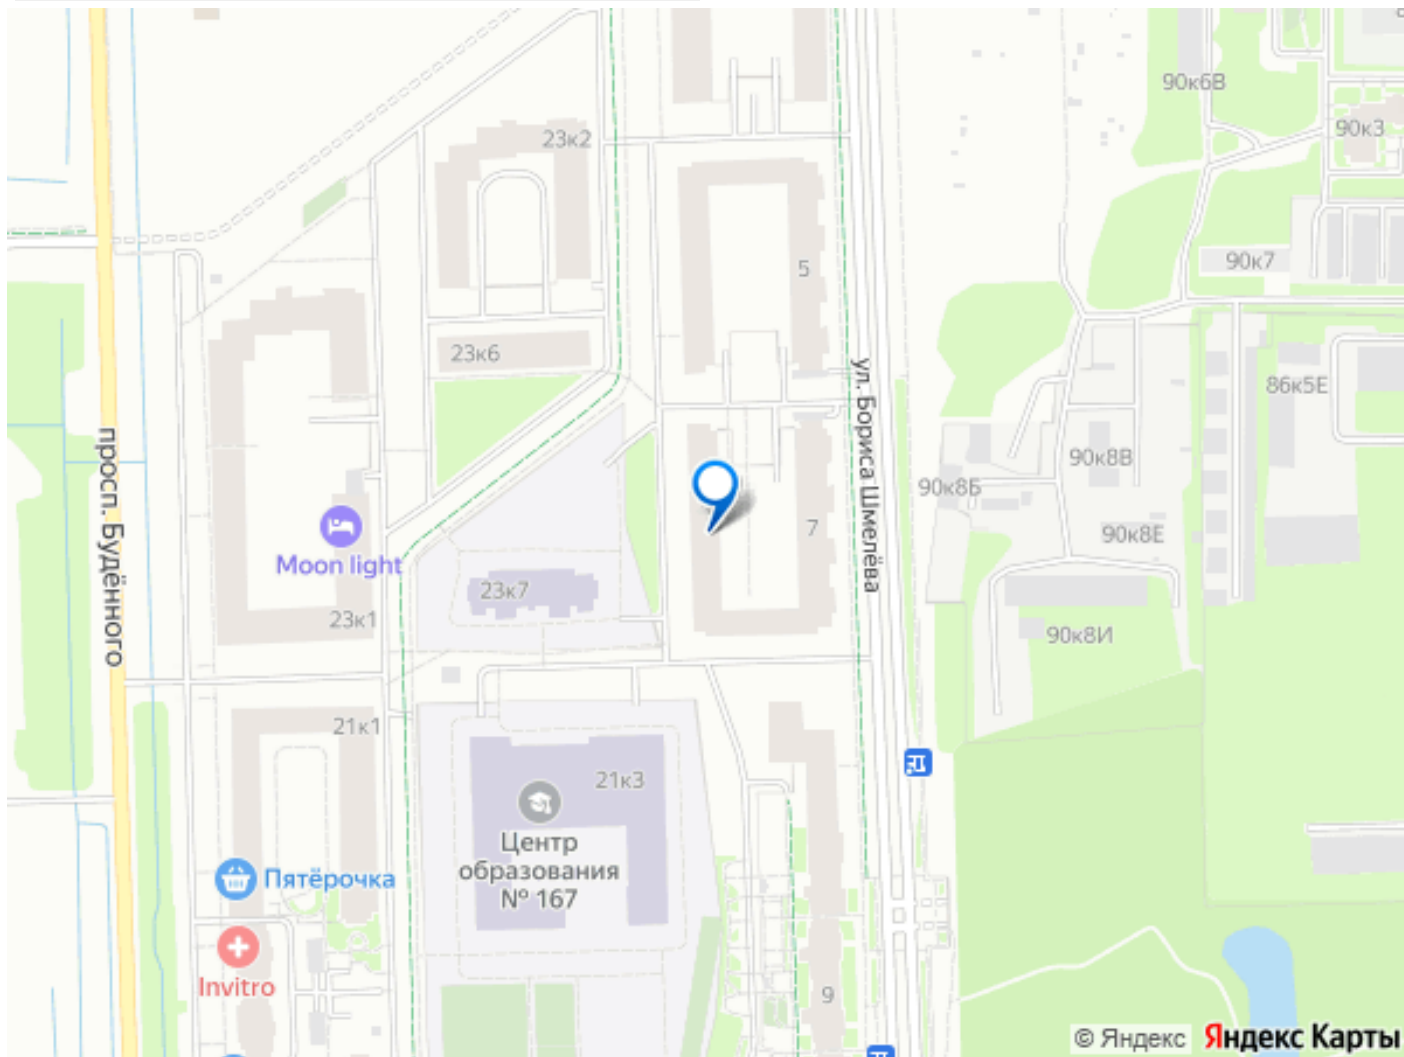 90к6В
23к2
90к3
5
90к7
23к6
ул. Бориса Шмелёва
86к5Е
просп. Будённого
90к8В
90к8Б
7
90к8Е
Moon light
23к7
23к1
90к8И
21к1
21к3
Центр
образования
№ 167
Пятёрочка
Invitro
9
© Яндекс Яндекс Карты